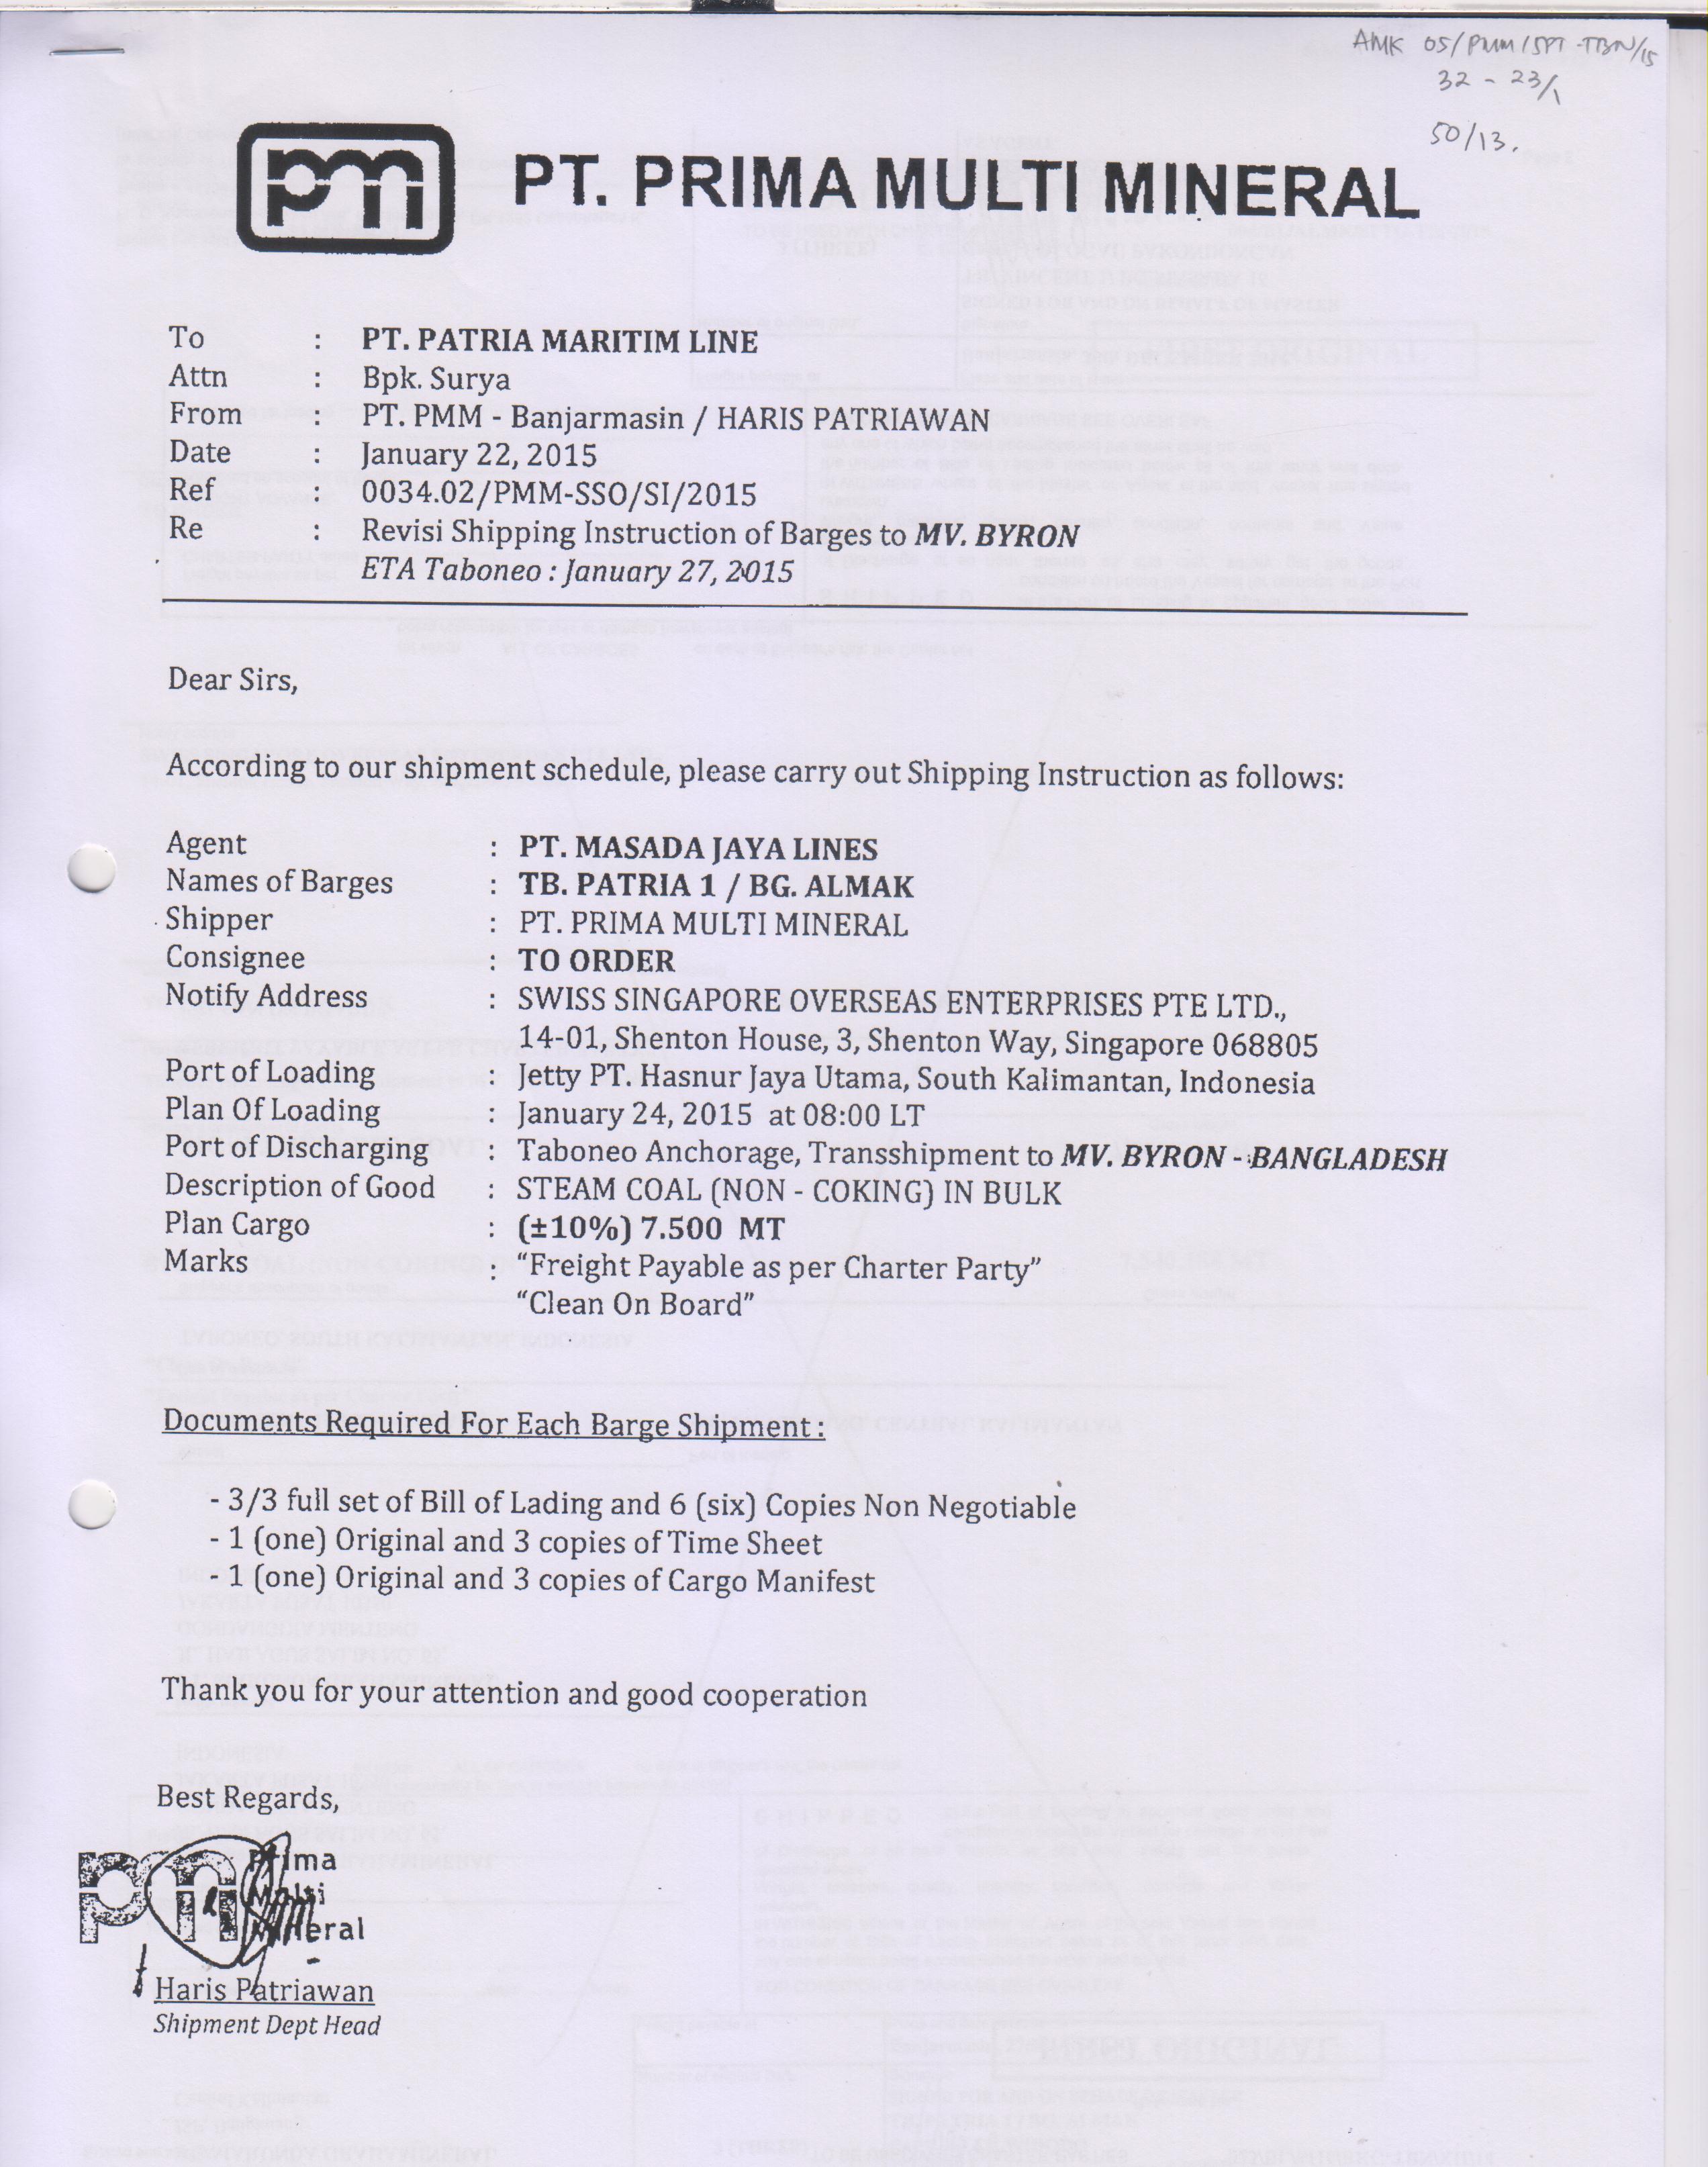 AMK 05/PMM/SPT-TBN/15
32 - 23/1
50/13.
pm PT. PRIMA MULTI MINERAL
To : PT. PATRIA MARITIM LINE
Attn : Bpk. Surya
From : PT. PMM - Banjarmasin / HARIS PATRIAWAN
Date : January 22, 2015
Ref : 0034.02/PMM-SSO/SI/2015
Re : Revisi Shipping Instruction of Barges to MV. BYRON
ETA Taboneo : January 27, 2015
Dear Sirs,
According to our shipment schedule, please carry out Shipping Instruction as follows:
Agent : PT. MASADA JAYA LINES
Names of Barges : TB. PATRIA 1 / BG. ALMAK
Shipper : PT. PRIMA MULTI MINERAL
Consignee : TO ORDER
Notify Address : SWISS SINGAPORE OVERSEAS ENTERPRISES PTE LTD.,
14-01, Shenton House, 3, Shenton Way, Singapore 068805
Port of Loading : Jetty PT. Hasnur Jaya Utama, South Kalimantan, Indonesia
Plan Of Loading : January 24, 2015 at 08:00 LT
Port of Discharging : Taboneo Anchorage, Transshipment to MV. BYRON - BANGLADESH
Description of Good : STEAM COAL (NON - COKING) IN BULK
Plan Cargo : (±10%) 7.500 MT
Marks : “Freight Payable as per Charter Party”
“Clean On Board”
Documents Required For Each Barge Shipment :
- 3/3 full set of Bill of Lading and 6 (six) Copies Non Negotiable
- 1 (one) Original and 3 copies of Time Sheet
- 1 (one) Original and 3 copies of Cargo Manifest
Thank you for your attention and good cooperation
Best Regards,
pm Prima
Multi
Mineral
Haris Patriawan
Shipment Dept Head